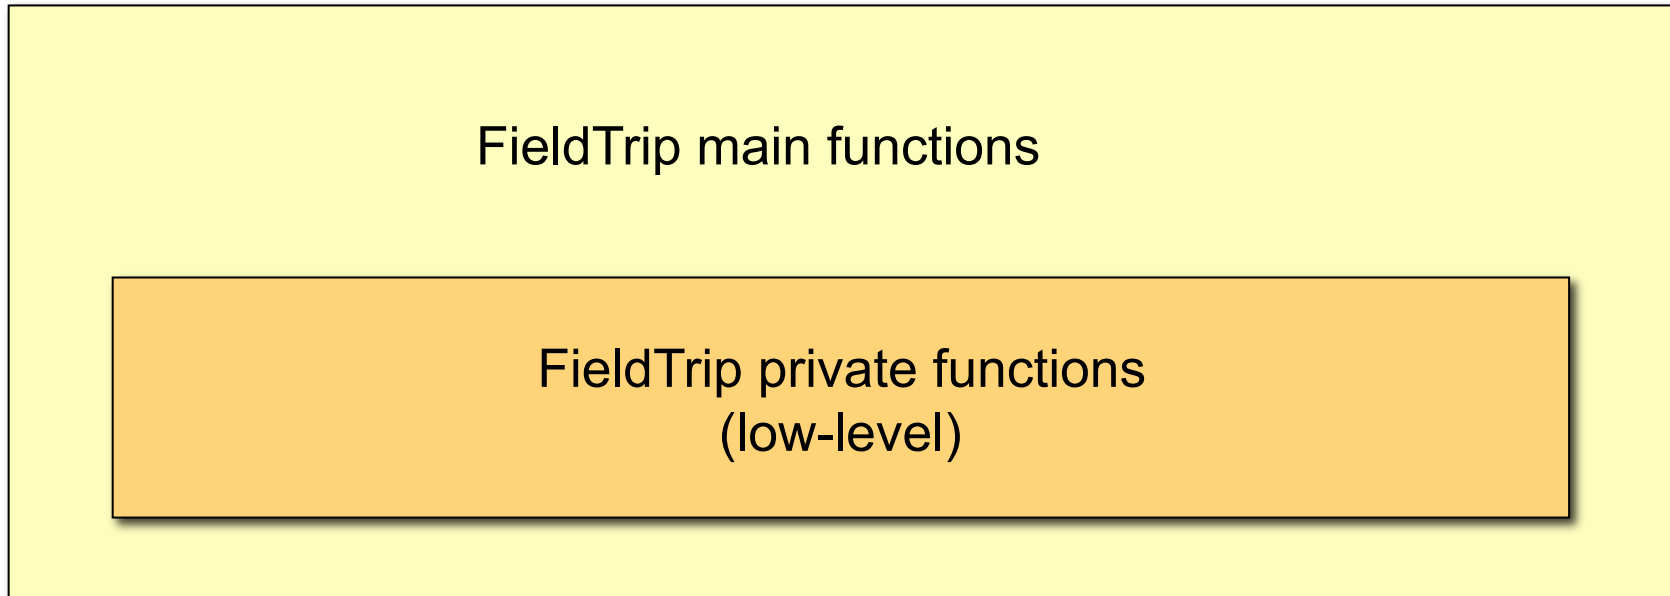 FieldTrip main functions
FieldTrip private functions
(low-level)